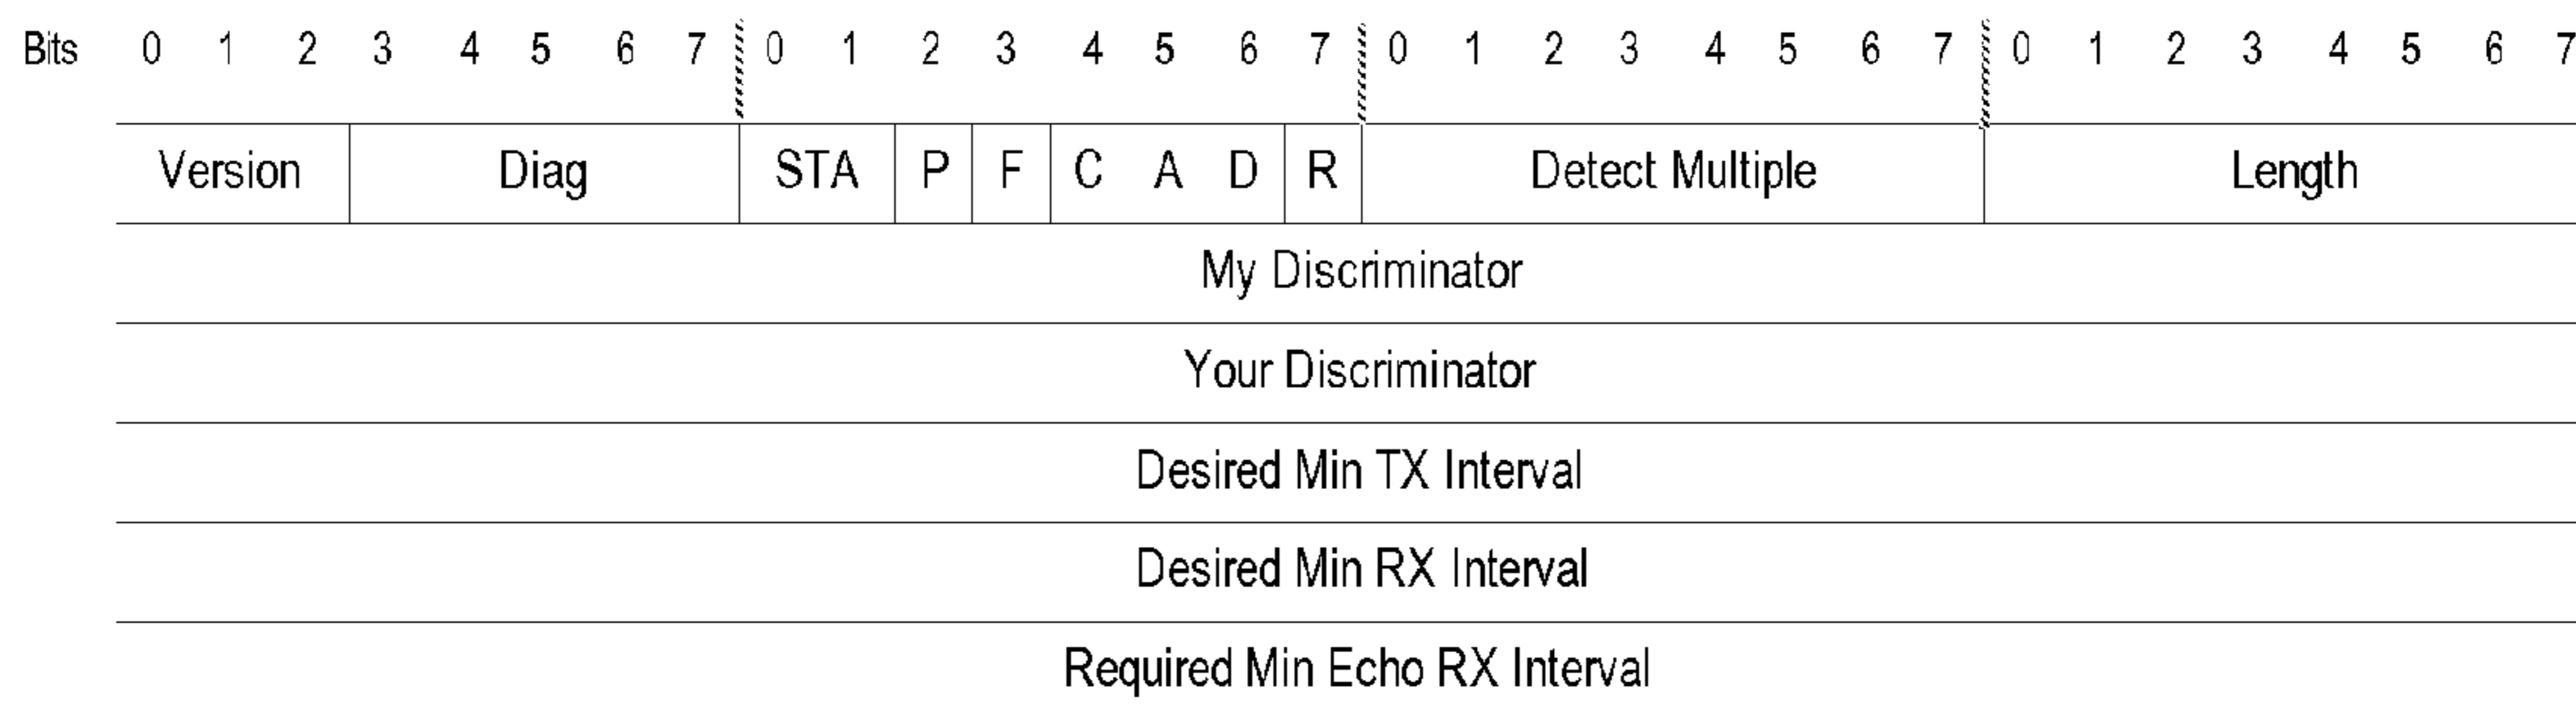 Bits 0 1 2 3 4 5 6 7 0 1 2 3 4 5 6 7 0 1 2 3 4 5 6 7 0 1 2 3 4 5 6 7
Version Diag STA P F C A D R Detect Multiple Length
My Discriminator
Your Discriminator
Desired Min TX Interval
Desired Min RX Interval
Required Min Echo RX Interval